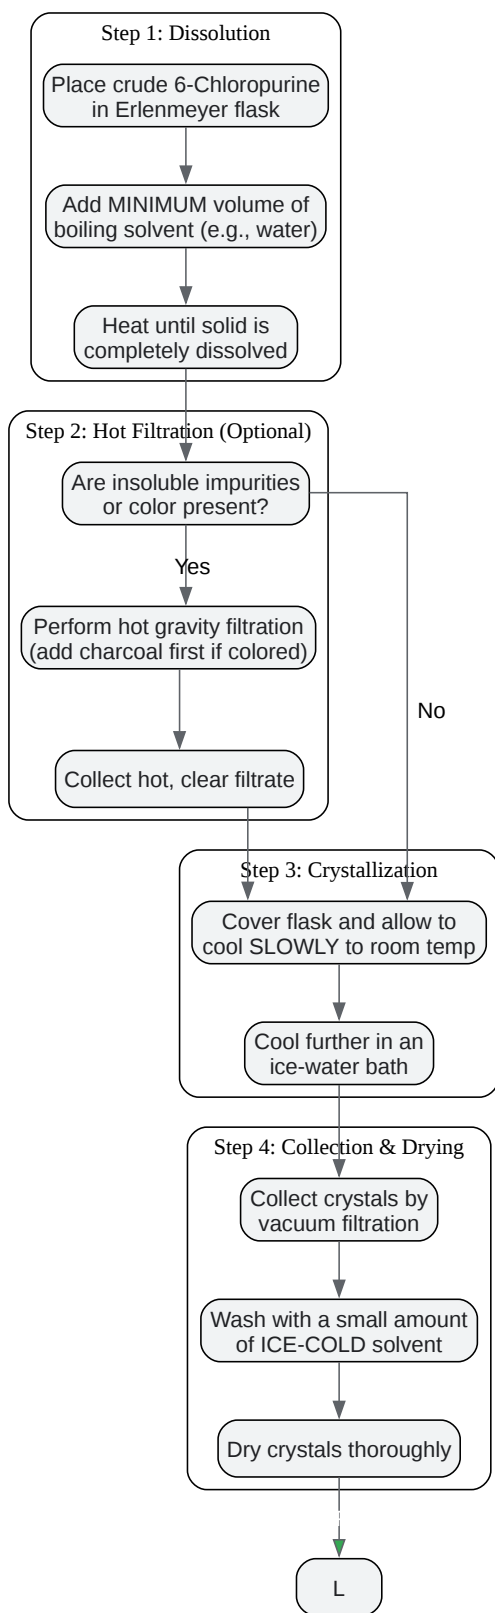 Step 1: Dissolution
Place crude 6-Chloropurine
in Erlenmeyer flask
Add MINIMUM volume of
boiling solvent (e.g., water)
Heat until solid is
completely dissolved
Step 2: Hot Filtration (Optional)
Are insoluble impurities
or color present?
Yes
Perform hot gravity filtration
(add charcoal first if colored)
No
Collect hot, clear filtrate
Step 3: Crystallization
Cover flask and allow to
cool SLOWLY to room temp
Cool further in an
ice-water bath
Step 4: Collection & Drying
Collect crystals by
vacuum filtration
Wash with a small amount
of ICE-COLD solvent
Dry crystals thoroughly
L